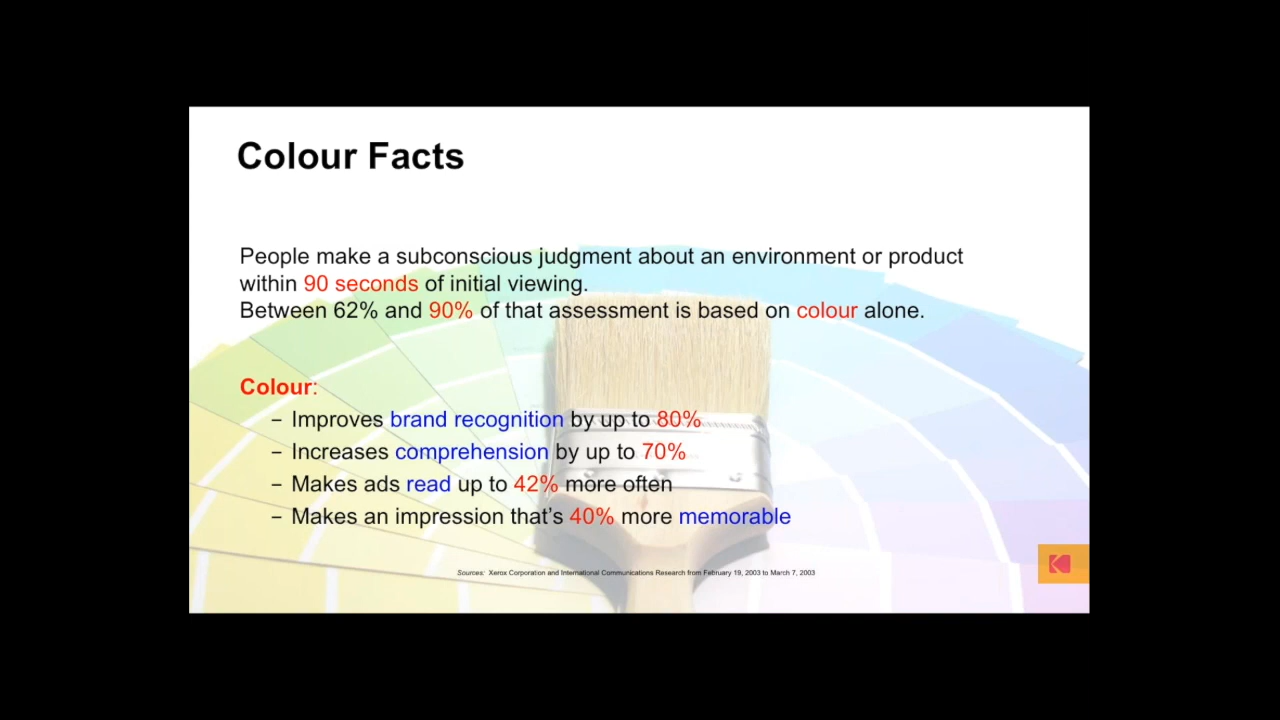 Colour Facts
People make a subconscious judgment about an environment or product
within 90 seconds of initial viewing.
Between 62% and 90% of that assessment is based on colour alone.
Colour:
– Improves brand recognition by up to 80%
– Increases comprehension by up to 70%
– Makes ads read up to 42% more often
– Makes an impression that’s 40% more memorable
Sources: Xerox Corporation and International Communications Research from February 19, 2003 to March 7, 2003